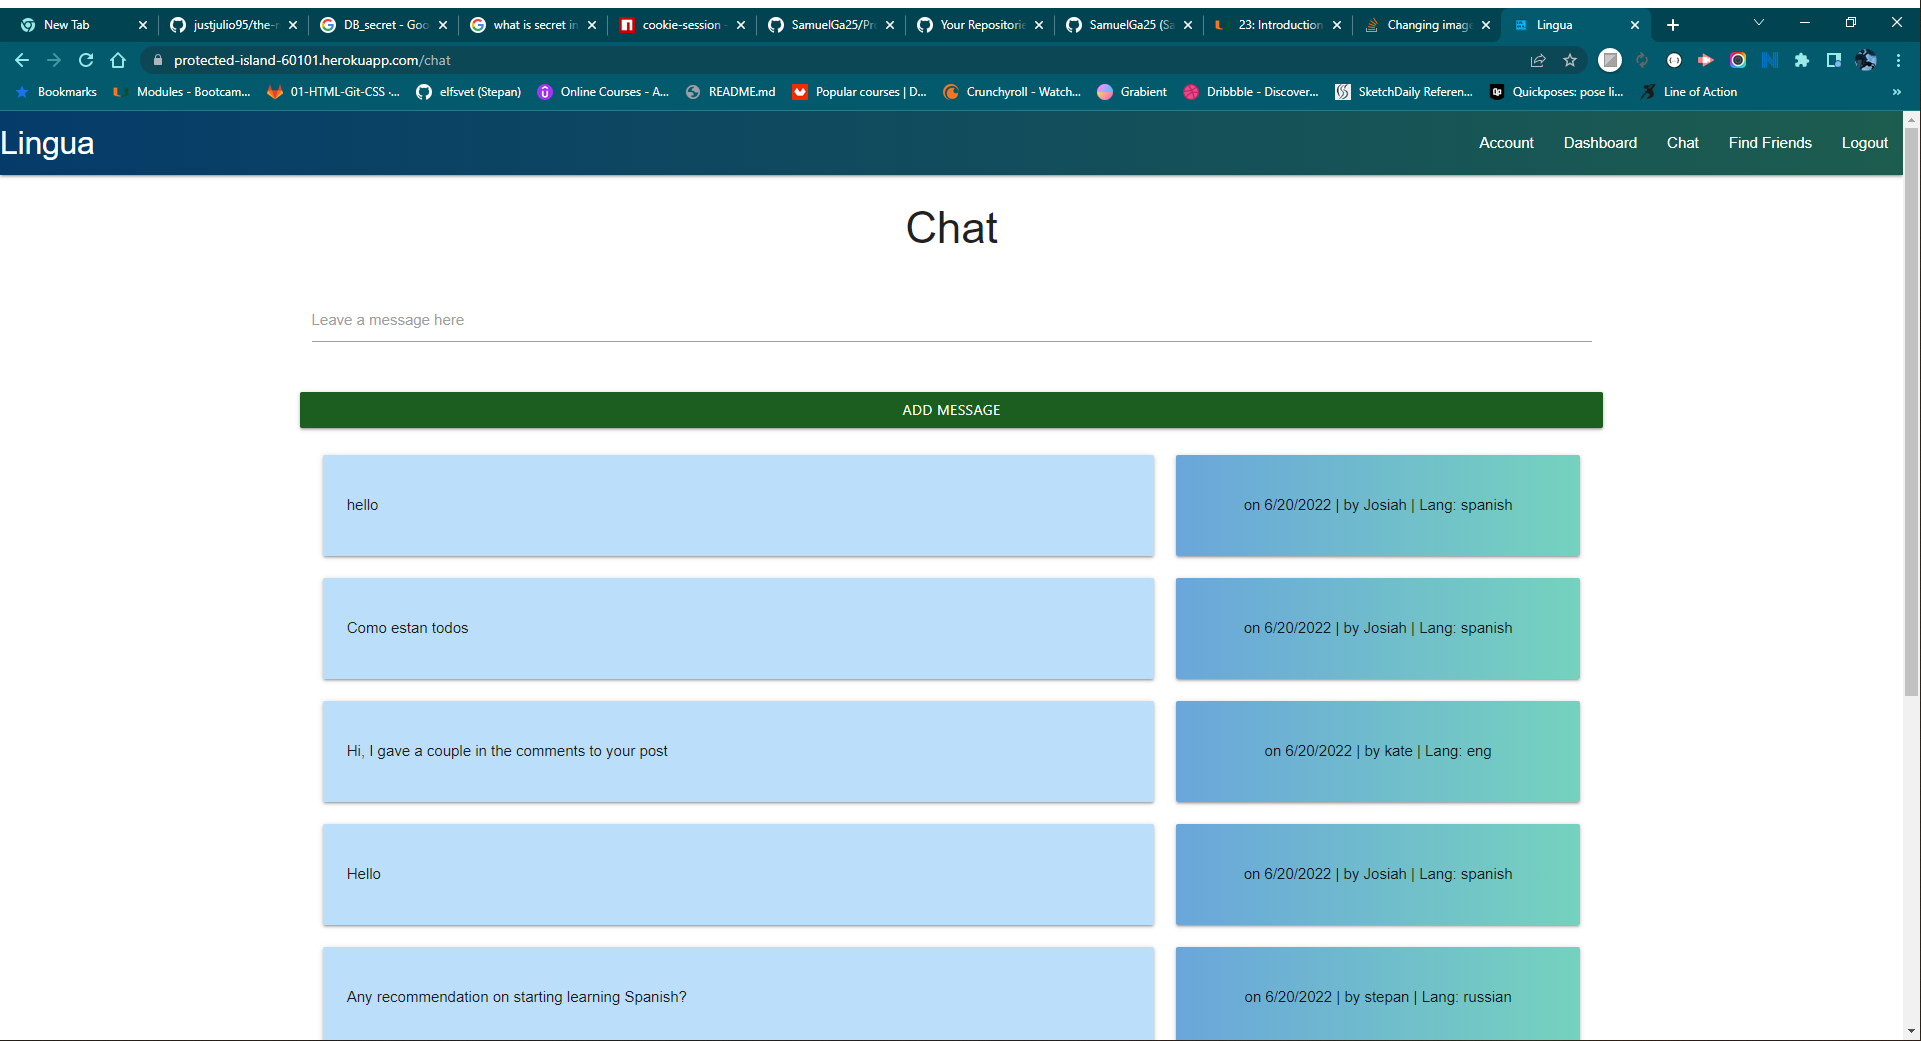 New Tab
justjulio95/the-r
DB_secret - Goo
what is secret in
cookie-session -
SamuelGa25/Pro
Your Repositorie
SamuelGa25 (Sa
23: Introduction
Changing image
Lingua
protected-island-60101.herokuapp.com/chat
Bookmarks
Modules - Bootcam...
01-HTML-Git-CSS ·...
elfsvet (Stepan)
Online Courses - A...
README.md
Popular courses | D...
Crunchyroll - Watch...
Grabient
Dribbble - Discover...
SketchDaily Referen...
Quickposes: pose li...
Line of Action
»
Lingua
Account
Dashboard
Chat
Find Friends
Logout
Chat
Leave a message here
ADD MESSAGE
hello
on 6/20/2022 | by Josiah | Lang: spanish
Como estan todos
on 6/20/2022 | by Josiah | Lang: spanish
Hi, I gave a couple in the comments to your post
on 6/20/2022 | by kate | Lang: eng
Hello
on 6/20/2022 | by Josiah | Lang: spanish
Any recommendation on starting learning Spanish?
on 6/20/2022 | by stepan | Lang: russian